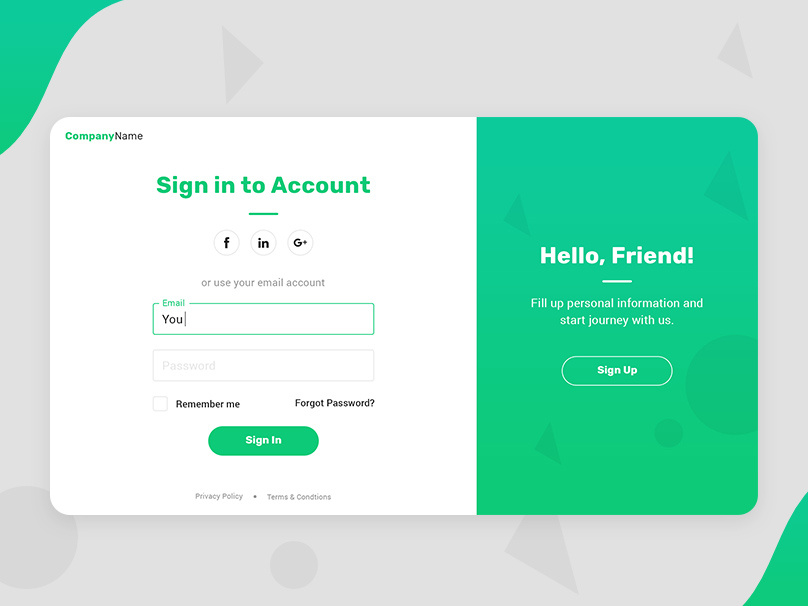 CompanyName
Sign in to Account
f in G+
or use your email account
Email
You
Password
Remember me
Forgot Password?
Sign In
Privacy Policy • Terms & Condtions
Hello, Friend!
Fill up personal information and
start journey with us.
Sign Up